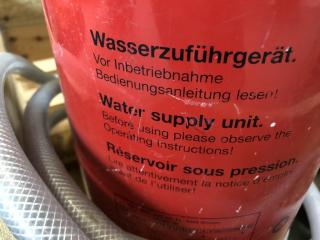 Wasserzuführgerät.
Vor Inbetriebnahme
Bedienungsanleitung lesen!
Water supply unit.
Before using please observe the
Operating instructions!
Réservoir sous pression.
Lire attentivement la notice d'emploi
avant de l'utiliser!